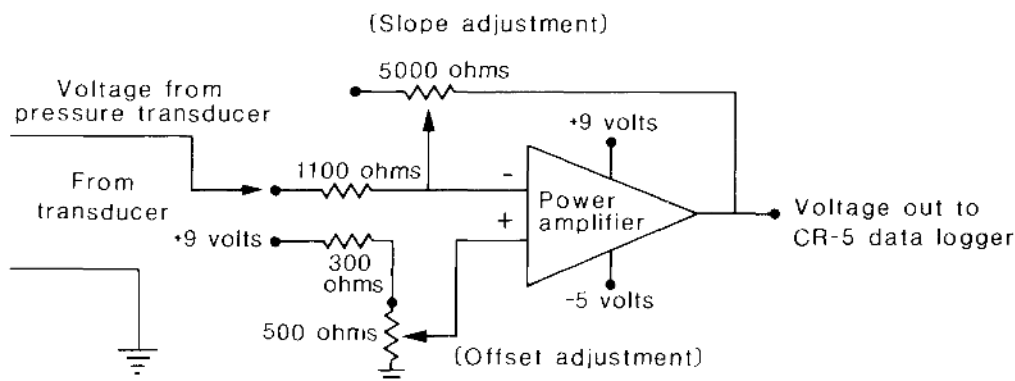 (Slope adjustment)
5000 ohms
Voltage from
pressure transducer
+9 volts
1100 ohms
-
From
transducer
Power
amplifier
+
Voltage out to
CR-5 data logger
+9 volts
300
ohms
-5 volts
500 ohms
(Offset adjustment)